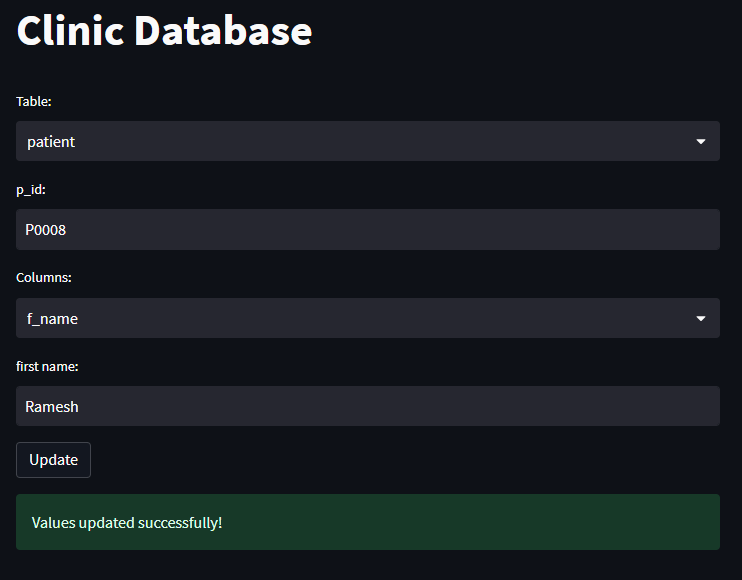 Clinic Database
Table:
patient
p_id:
P0008
Columns:
f_name
first name:
Ramesh
Update
Values updated successfully!